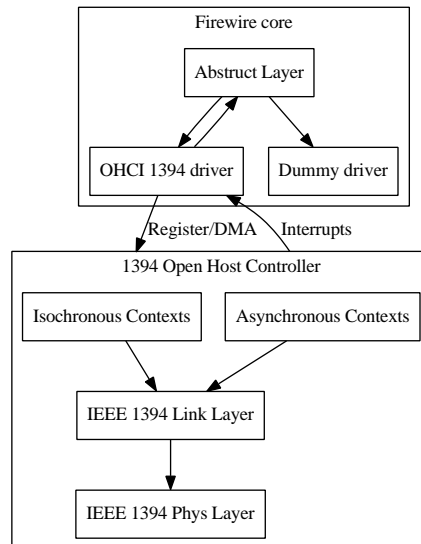 Firewire core
Abstruct Layer
OHCI 1394 driver
Dummy driver
Register/DMA
Interrupts
1394 Open Host Controller
Isochronous Contexts
Asynchronous Contexts
IEEE 1394 Link Layer
IEEE 1394 Phys Layer